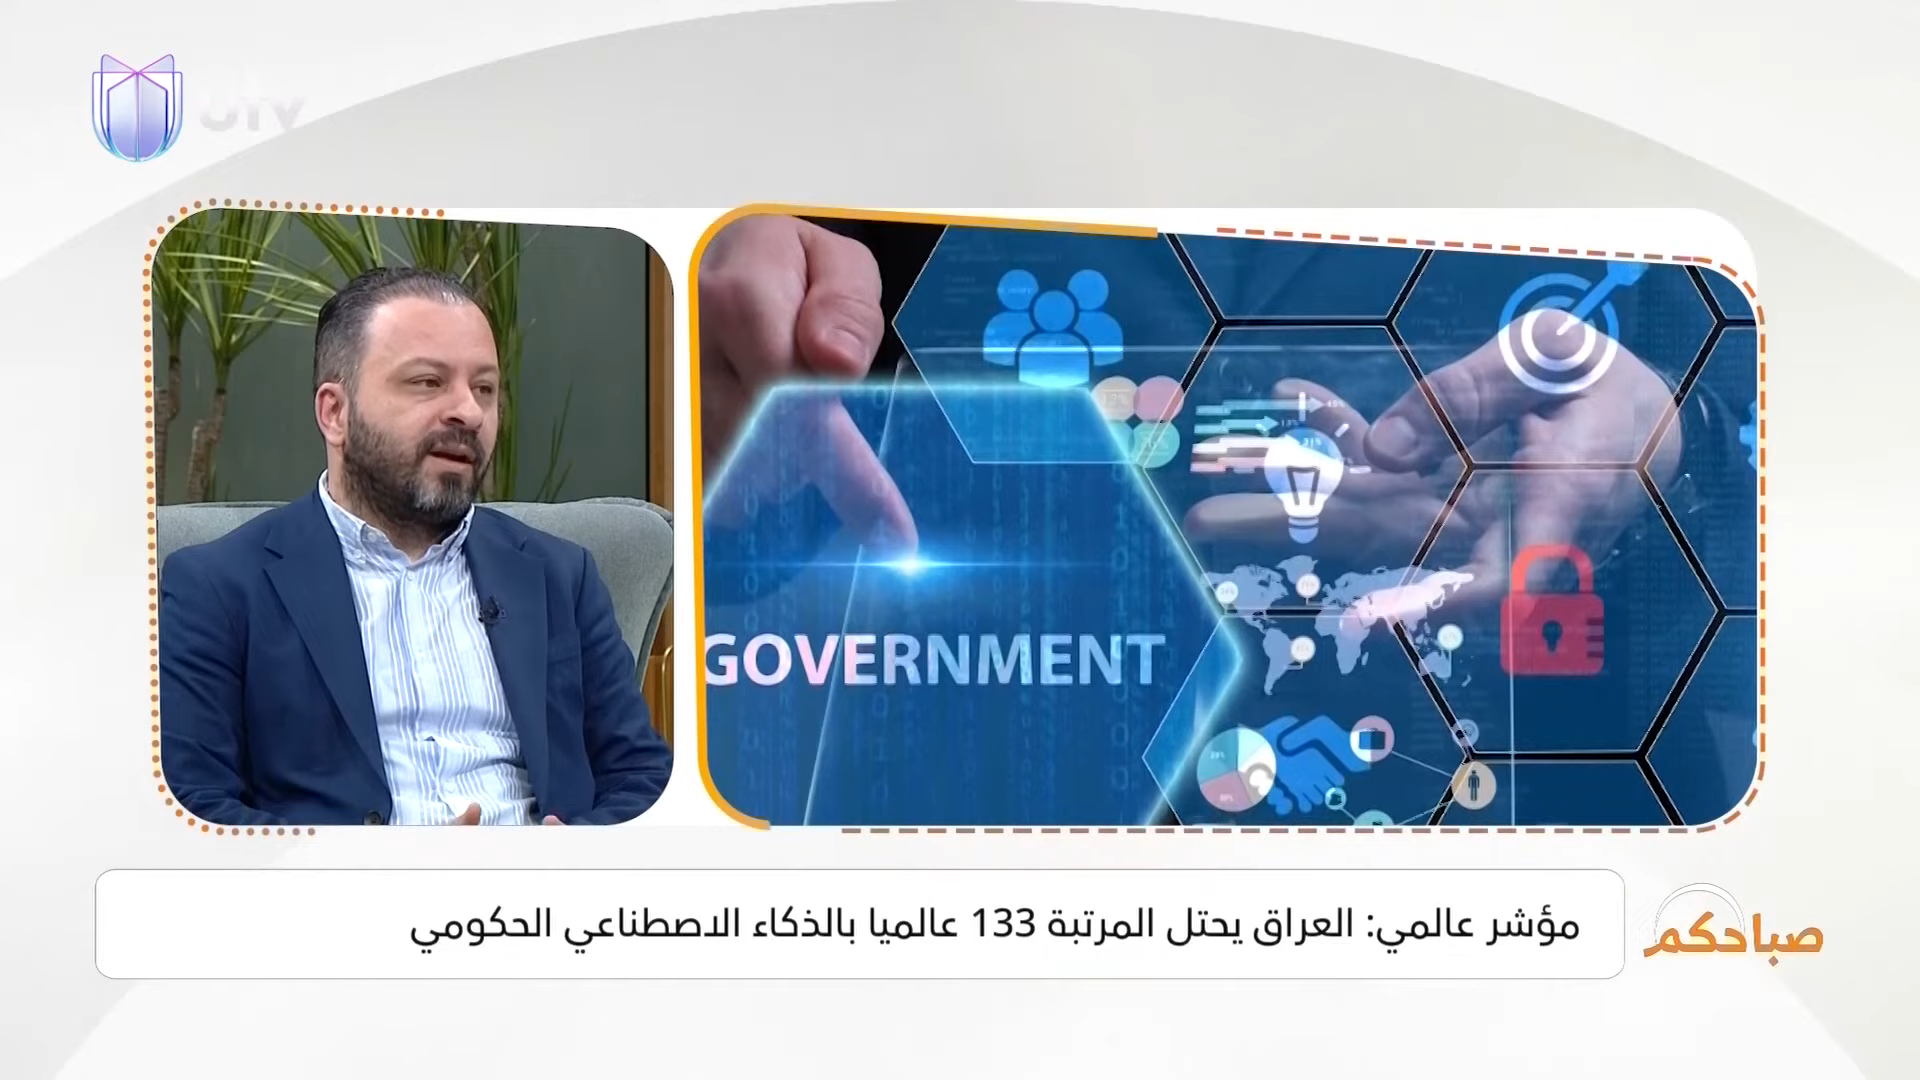 UTV
GOVERNMENT
مؤشر عالمي: العراق يحتل المرتبة 133 عالميا بالذكاء الاصطناعي الحكومي
صباحكم